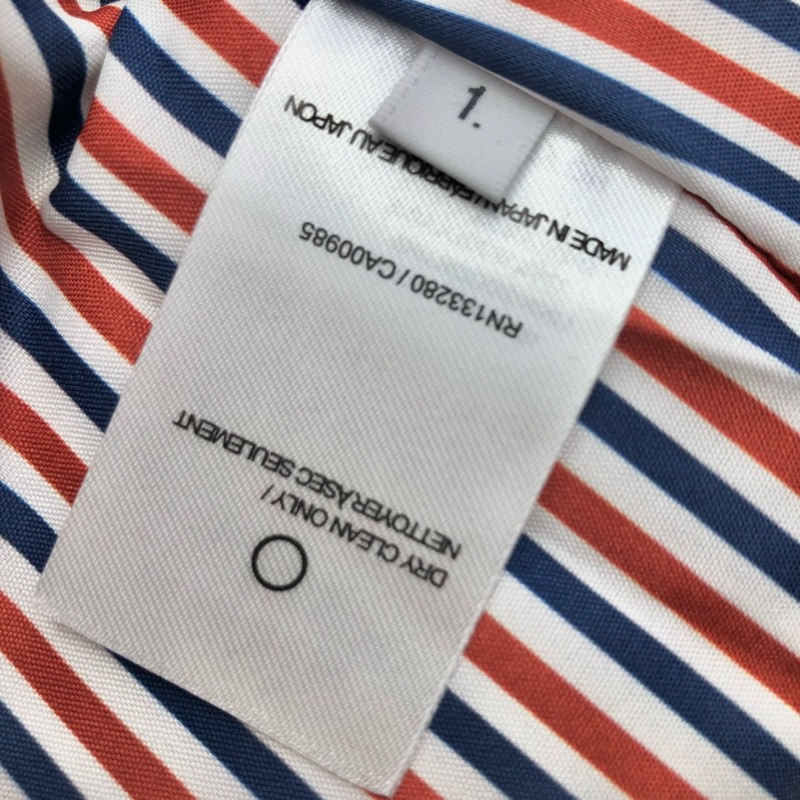 DRY CLEAN ONLY /
NETTOYER À SEC SEULEMENT
RN133280 / CA00985
MADE IN JAPAN / FABRIQUE AU JAPON
1.